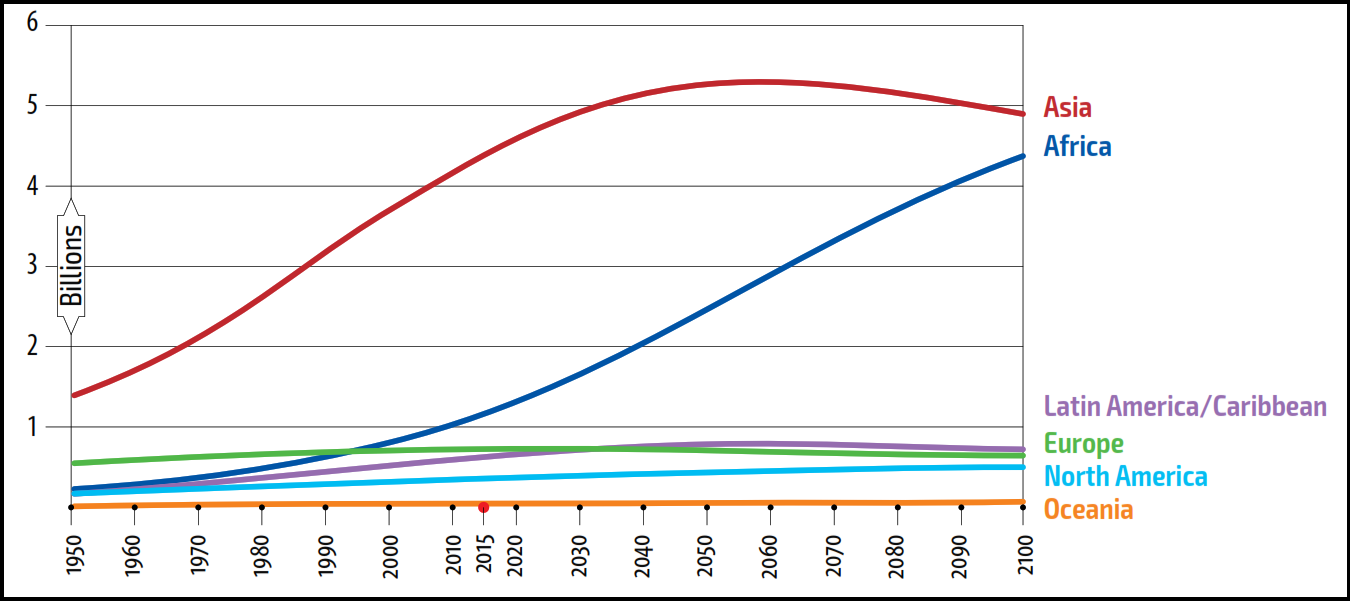 6
5
4
3
2
1
Billions
Asia
Africa
Latin America/Caribbean
Europe
North America
Oceania
1950 1960 1970 1980 1990 2000 2010 2015 2020 2030 2040 2050 2060 2070 2080 2090 2100